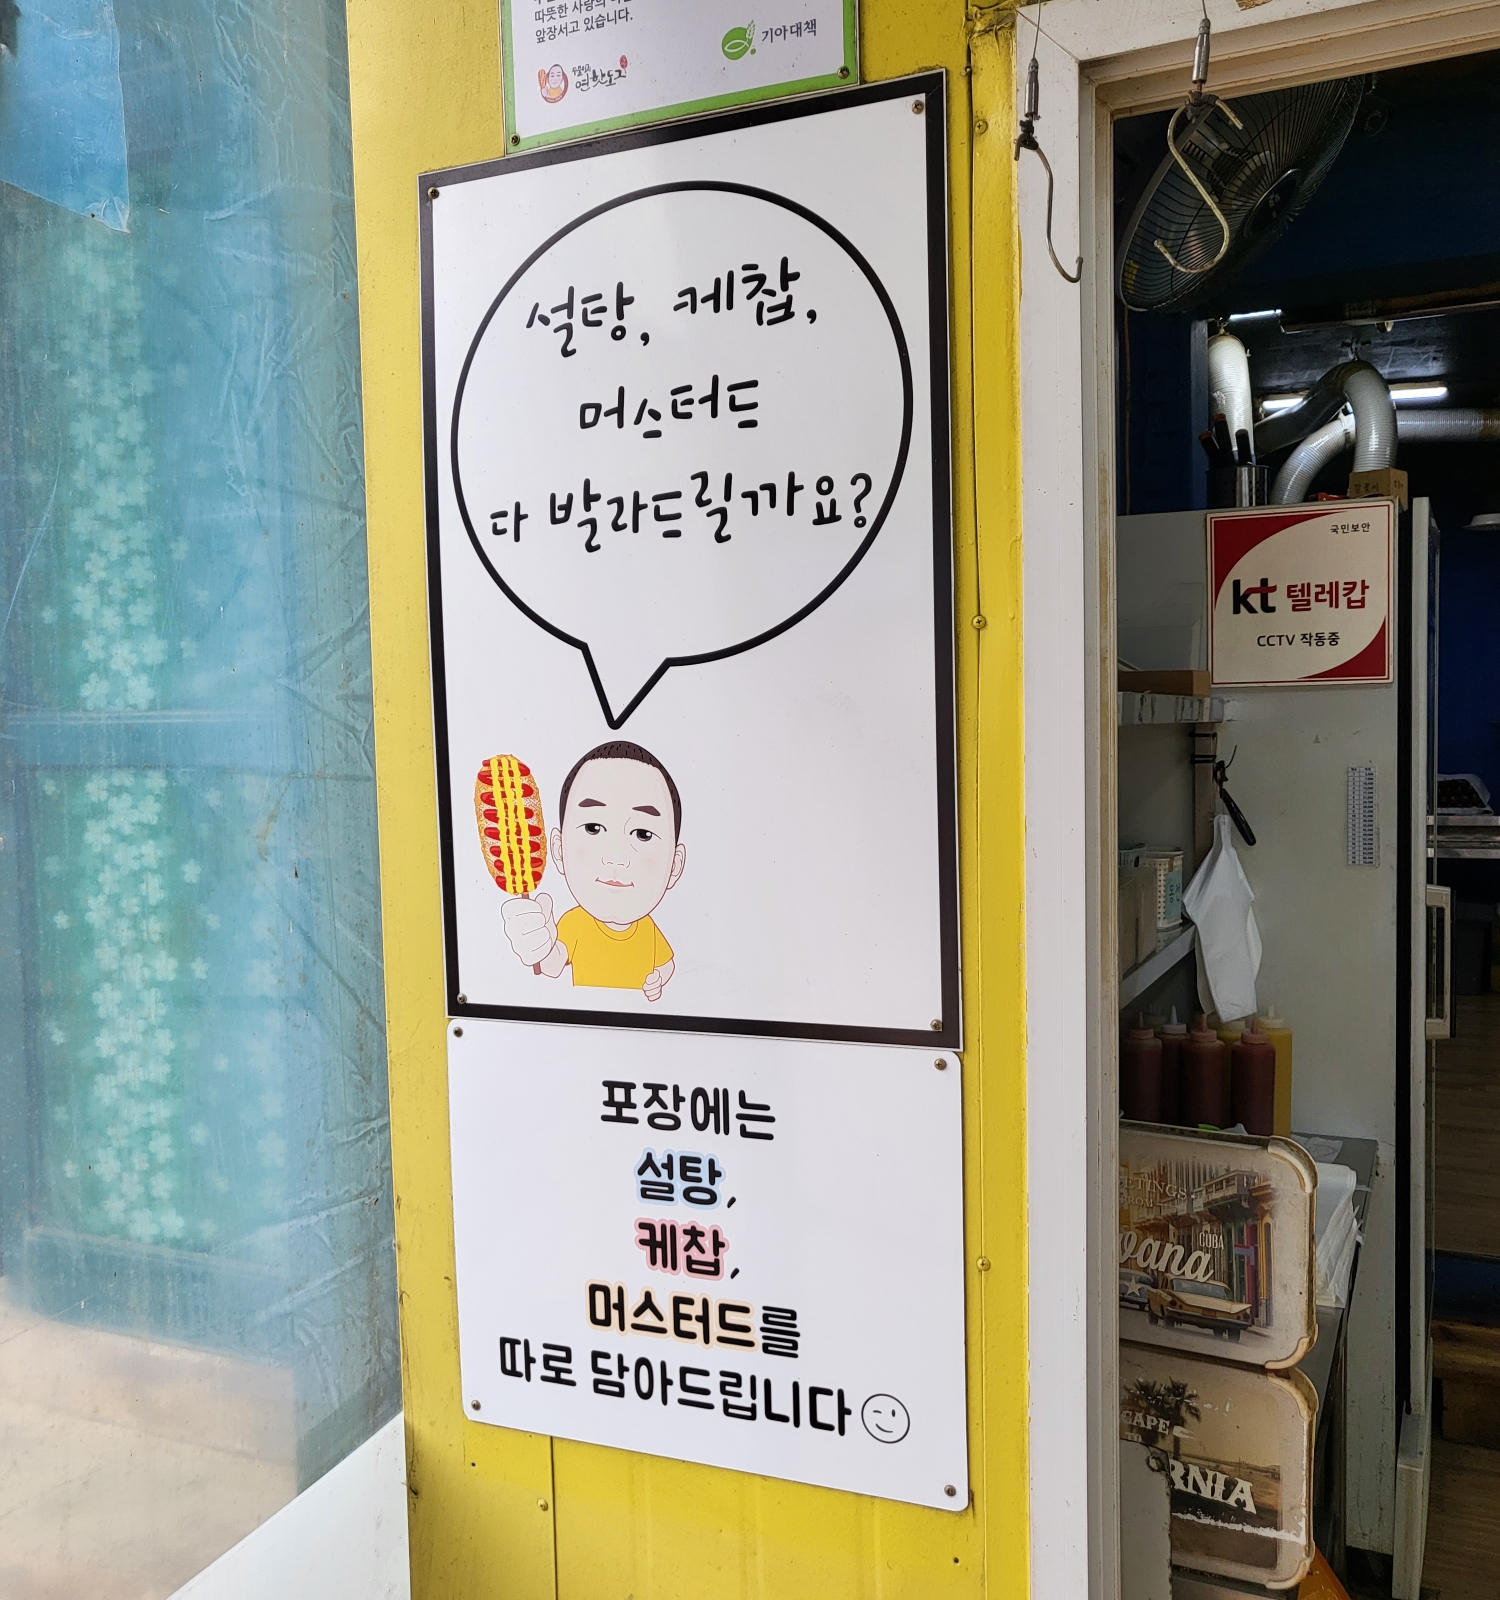 따뜻한 사랑의
앞장서고 있습니다.
기아대책
설탕, 케찹,
머스터드
다 발라드릴까요?
포장에는
설탕,
케찹,
머스터드를
따로 담아드립니다
국민보안
kt 텔레캅
CCTV 작동중
CUBA
CAPE